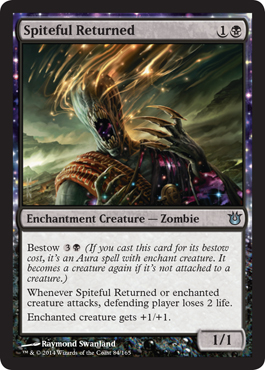 Spiteful Returned 1
Enchantment Creature — Zombie
Bestow 3 (If you cast this card for its bestow
cost, it's an Aura spell with enchant creature. It
becomes a creature again if it's not attached to a
creature.)
Whenever Spiteful Returned or enchanted
creature attacks, defending player loses 2 life.
Enchanted creature gets +1/+1.
1/1
Raymond Swanland
™ & © 2014 Wizards of the Coast 84/165